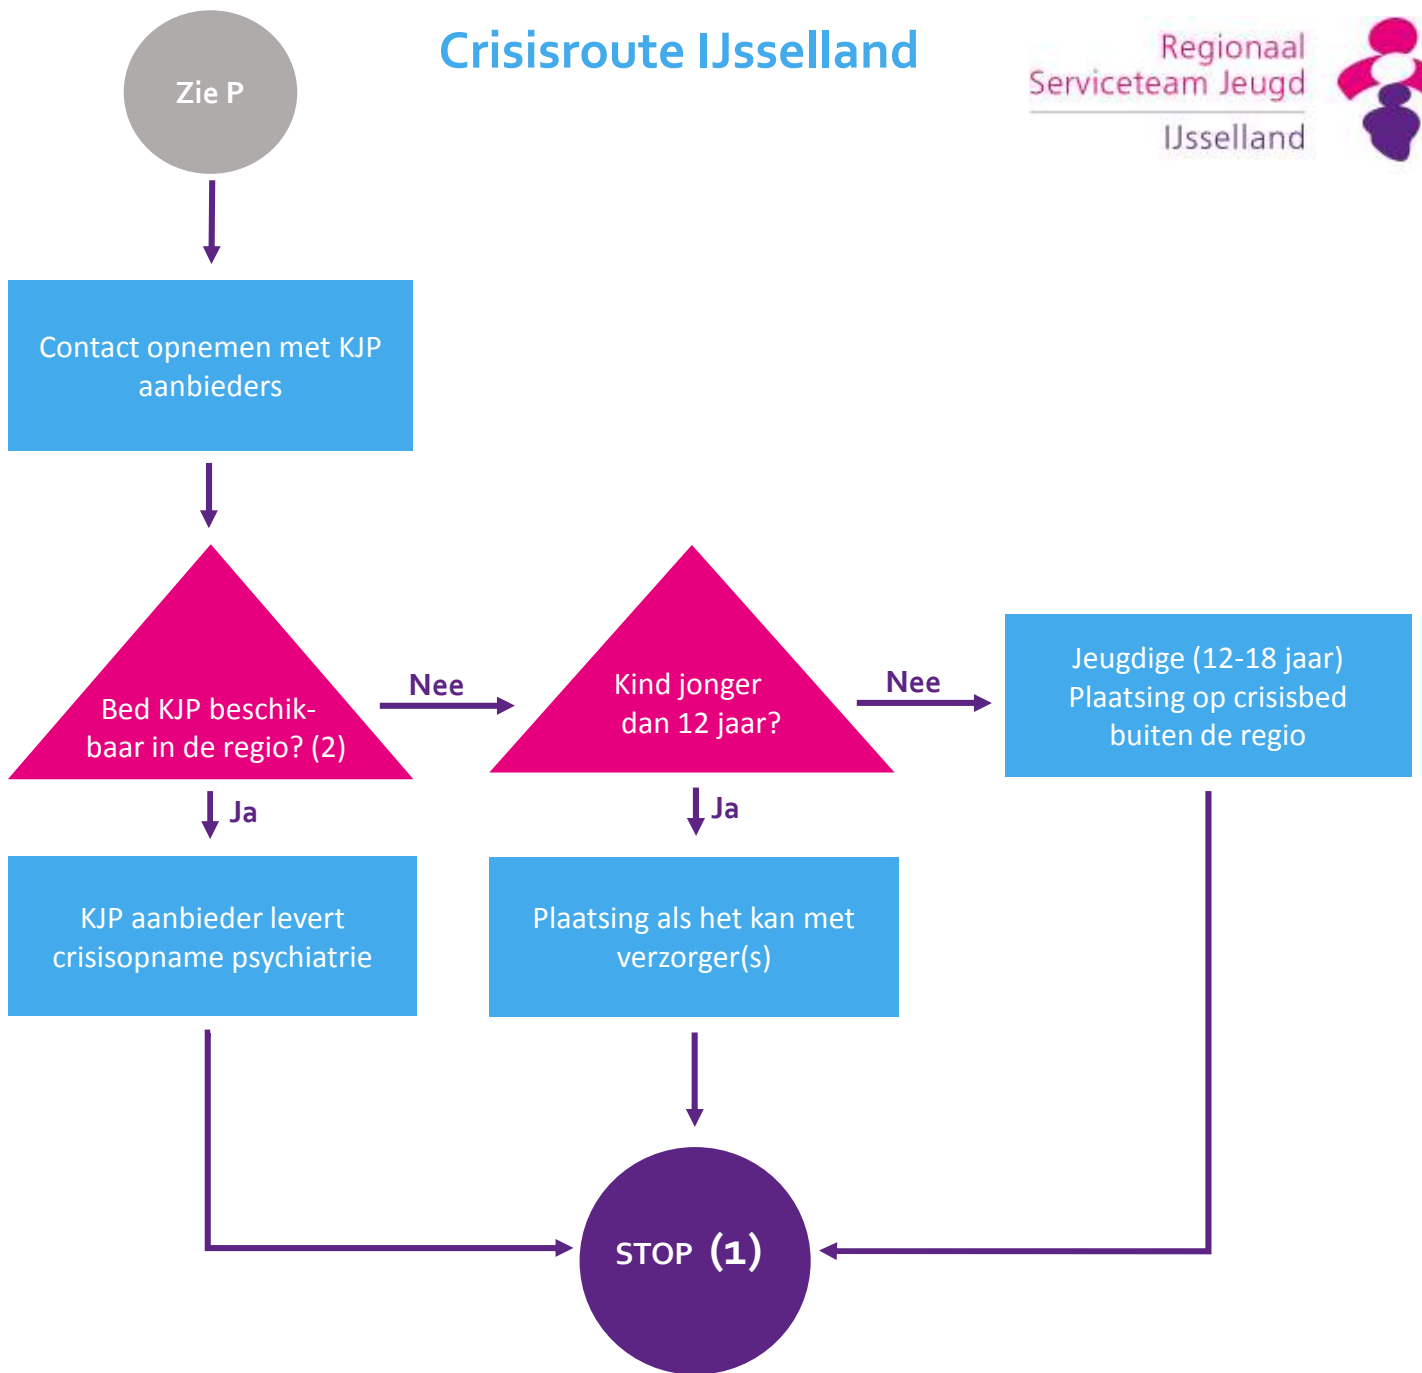 Crisisroute IJsselland
Regionaal
Serviceteam Jeugd
IJsselland
Zie P
Contact opnemen met KJP
aanbieders
Bed KJP beschik-
baar in de regio? (2)
Nee
Kind jonger
dan 12 jaar?
Nee
Jeugdige (12-18 jaar)
Plaatsing op crisisbed
buiten de regio
Ja
Ja
KJP aanbieder levert
crisisopname psychiatrie
Plaatsing als het kan met
verzorger(s)
STOP (1)